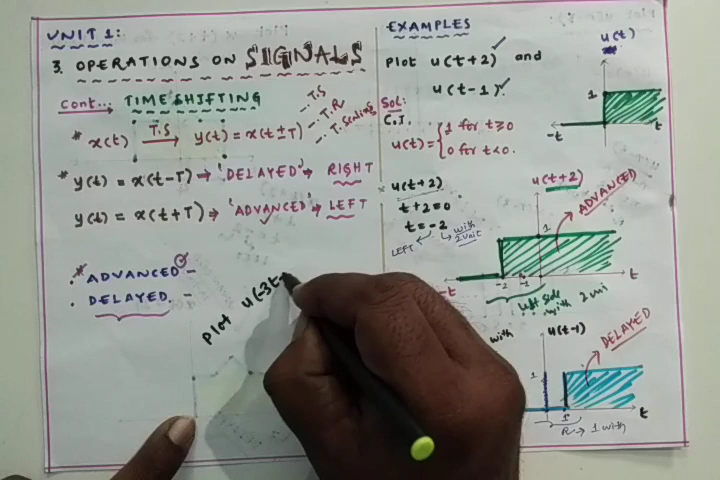 UNIT 1:
3. OPERATIONS ON SIGNALS
Cont... TIME SHIFTING
- T.S
- T.R
- T. Scaling
* x(t) T.S→ y(t) = x(t±T)
* y(t) = x(t-T) → 'DELAYED' → RIGHT
y(t) = x(t+T) → 'ADVANCED' → LEFT
* ADVANCED -
. DELAYED. -
Plot u(-3t
EXAMPLES
Plot u(t+2) and
u(t-1).
Sol:
C.T.
u(t) = {1 for t≥0
0 for t<0.
u(t)
1
-t t
u(t+2)
t+2=0
t=-2
LEFT ← ↳ with 2 Unit
u(t+2)
ADVANCED
1
-2 -1
-t t
Left side with 2 uni
with
u(t-1)
DELAYED
1
1 t
R → 1 with